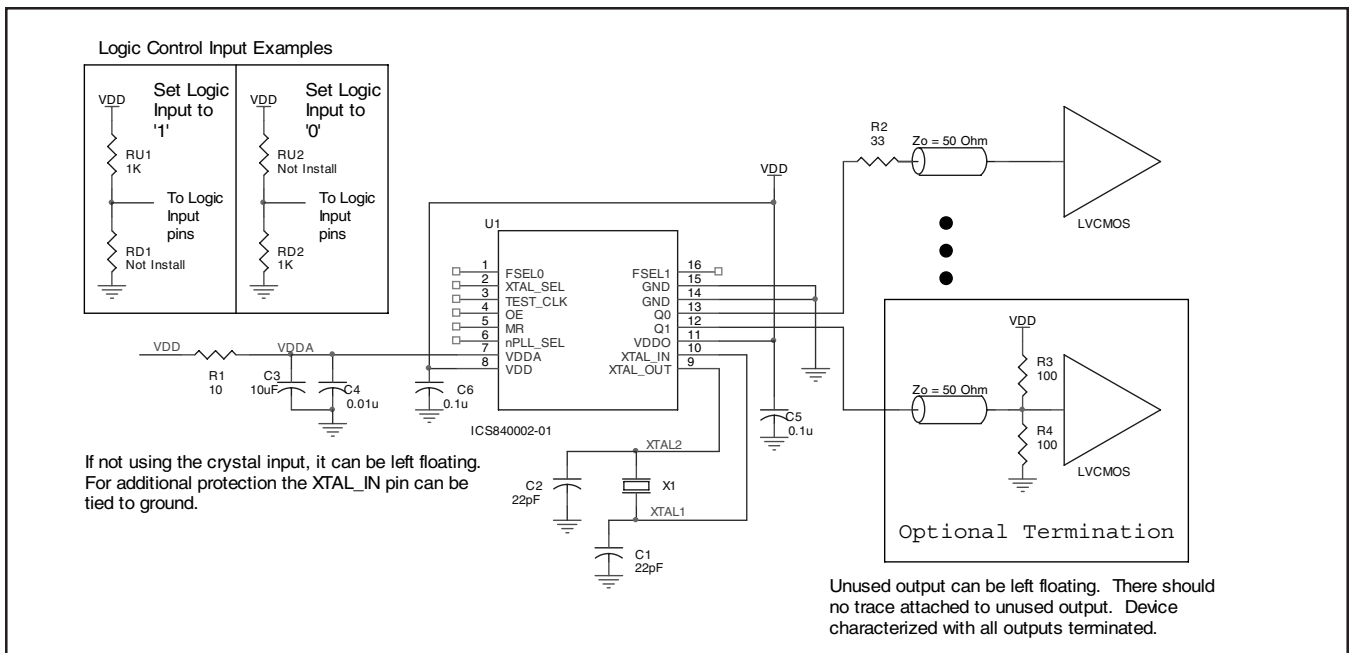 Logic Control Input Examples
Set Logic
Input to
'1'
VDD
RU1
1K
To Logic
Input
pins
RD1
Not Install
Set Logic
Input to
'0'
VDD
RU2
Not Install
To Logic
Input
pins
RD2
1K
VDD
R1
10
VDDA
C3
10uF
C4
0.01u
C6
0.1u
U1
1
2
3
4
5
6
7
8
FSEL0
XTAL_SEL
TEST_CLK
OE
MR
nPLL_SEL
VDDA
VDD
FSEL1
GND
GND
Q0
Q1
VDDO
XTAL_IN
XTAL_OUT
16
15
14
13
12
11
10
9
ICS840002-01
VDD
C5
0.1u
XTAL2
C2
22pF
X1
XTAL1
C1
22pF
R2
33
Zo = 50 Ohm
LVCMOS
VDD
R3
100
Zo = 50 Ohm
R4
100
LVCMOS
Optional Termination
If not using the crystal input, it can be left floating.
For additional protection the XTAL_IN pin can be
tied to ground.
Unused output can be left floating. There should
no trace attached to unused output. Device
characterized with all outputs terminated.